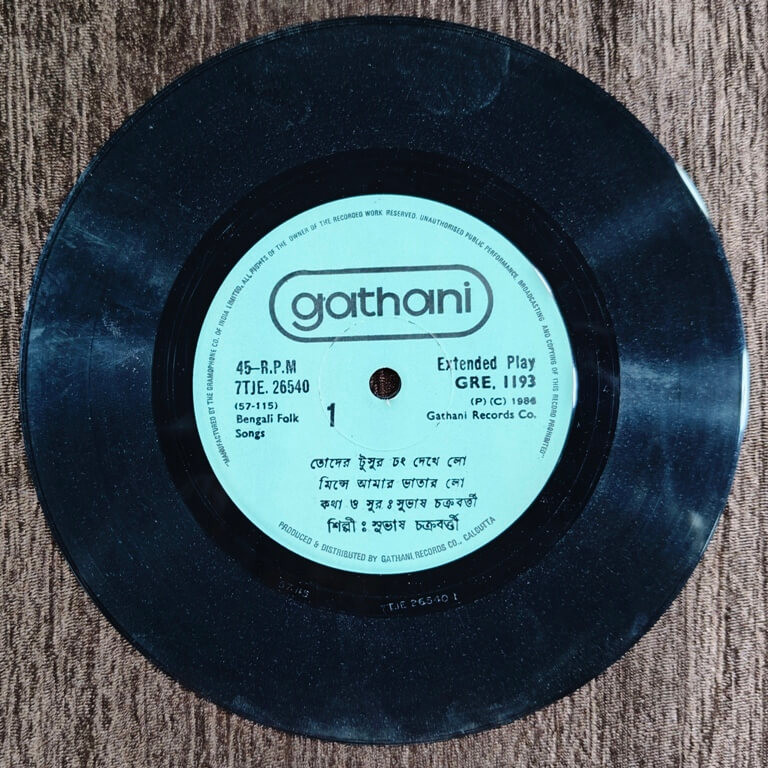 "MANUFACTURED BY THE GRAMOPHONE CO. OF INDIA LIMITED. ALL RIGHTS OF THE OWNER OF THE RECORDED WORK RESERVED. UNAUTHORISED PUBLIC PERFORMANCE, BROADCASTING AND COPYING OF THIS RECORD PROHIBITED"
gathani
45-R.P.M
7TJE. 26540
(57-115)
Bengali Folk
Songs
1
Extended Play
GRE. 1193
(P) (C) 1986
Gathani Records Co.
তোদের টুসুর ঢং দেখে লো
মিন্সে আমার ভাতার লো
কথা ও সুর : সুভাষ চক্রবর্ত্তী
শিল্পী : সুভাষ চক্রবর্ত্তী
PRODUCED & DISTRIBUTED BY GATHANI RECORDS CO., CALCUTTA
7TJE 26540 1